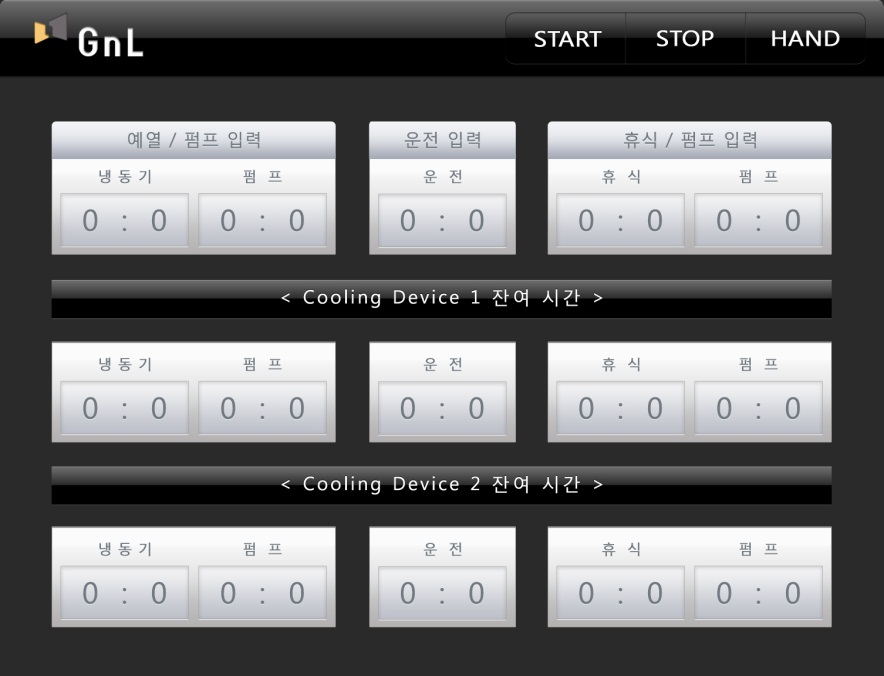 GnL
START STOP HAND
예열 / 펌프 입력 운전 입력 휴식 / 펌프 입력
냉동기 펌 프 운 전 휴 식 펌 프
0 : 0 0 : 0 0 : 0 0 : 0 0 : 0
< Cooling Device 1 잔여 시간 >
냉동기 펌 프 운 전 휴 식 펌 프
0 : 0 0 : 0 0 : 0 0 : 0 0 : 0
< Cooling Device 2 잔여 시간 >
냉동기 펌 프 운 전 휴 식 펌 프
0 : 0 0 : 0 0 : 0 0 : 0 0 : 0